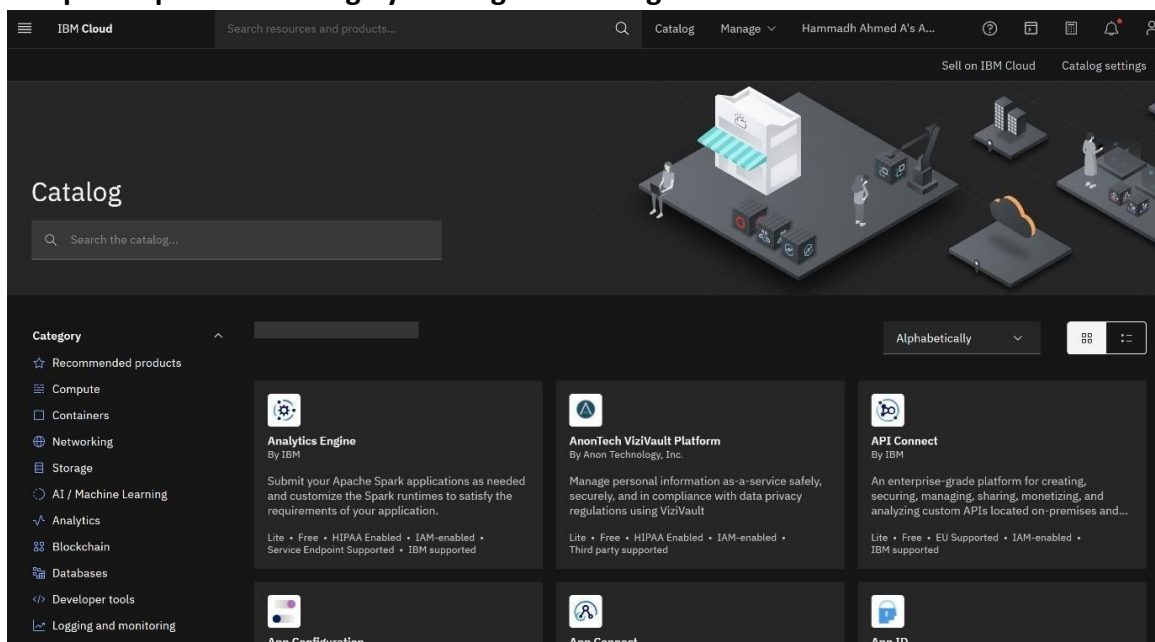 IBM Cloud
Search resources and products...
Catalog
Manage
Hammadh Ahmed A's A...
Sell on IBM Cloud
Catalog settings
Catalog
Search the catalog...
Category
Recommended products
Compute
Containers
Networking
Storage
AI / Machine Learning
Analytics
Blockchain
Databases
Developer tools
Logging and monitoring
Alphabetically
Analytics Engine
By IBM
Submit your Apache Spark applications as needed
and customize the Spark runtimes to satisfy the
requirements of your application.
Lite • Free • HIPAA Enabled • IAM-enabled •
Service Endpoint Supported • IBM supported
AnonTech ViziVault Platform
By Anon Technology, Inc.
Manage personal information as-a-service safely,
securely, and in compliance with data privacy
regulations using ViziVault
Lite • Free • HIPAA Enabled • IAM-enabled •
Third party supported
API Connect
By IBM
An enterprise-grade platform for creating,
securing, managing, sharing, monetizing, and
analyzing custom APIs located on-premises and...
Lite • Free • EU Supported • IAM-enabled •
IBM supported
App Configuration
App Connect
App ID